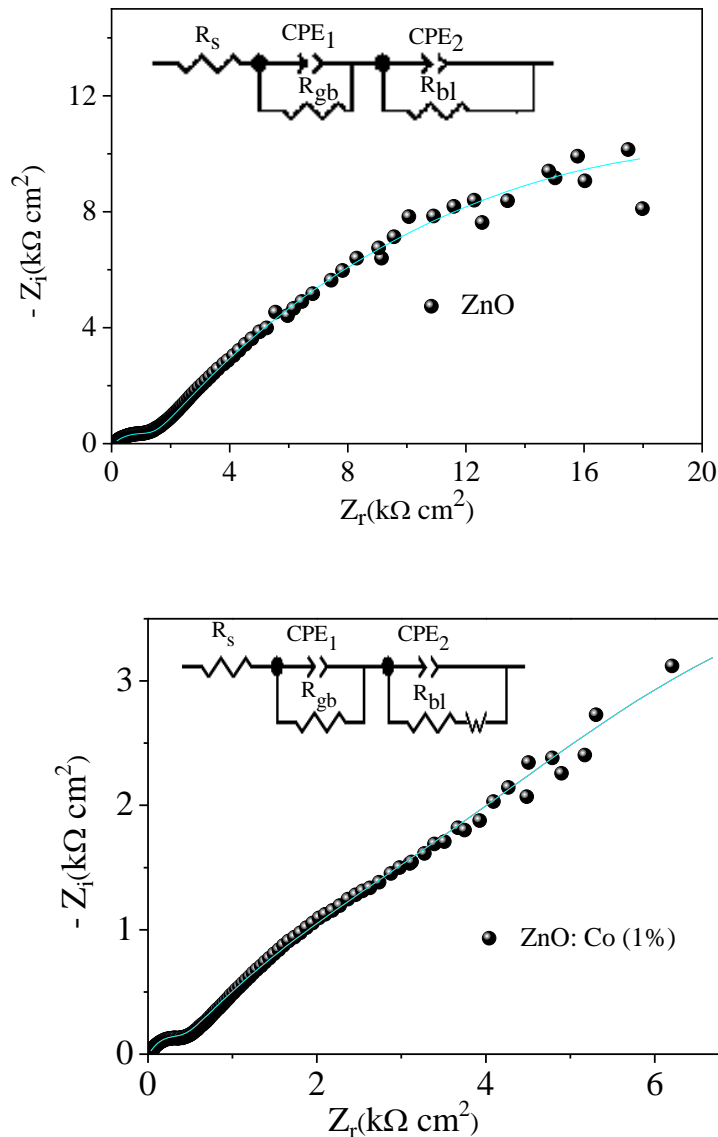 R_s CPE_1 CPE_2
R_gb R_bl
12
8
4
0
- Z_i(kΩ cm^2)
ZnO
0 4 8 12 16 20
Z_r(kΩ cm^2)
R_s CPE_1 CPE_2
R_gb R_bl
W
3
2
1
0
- Z_i(kΩ cm^2)
ZnO: Co (1%)
0 2 4 6
Z_r(kΩ cm^2)